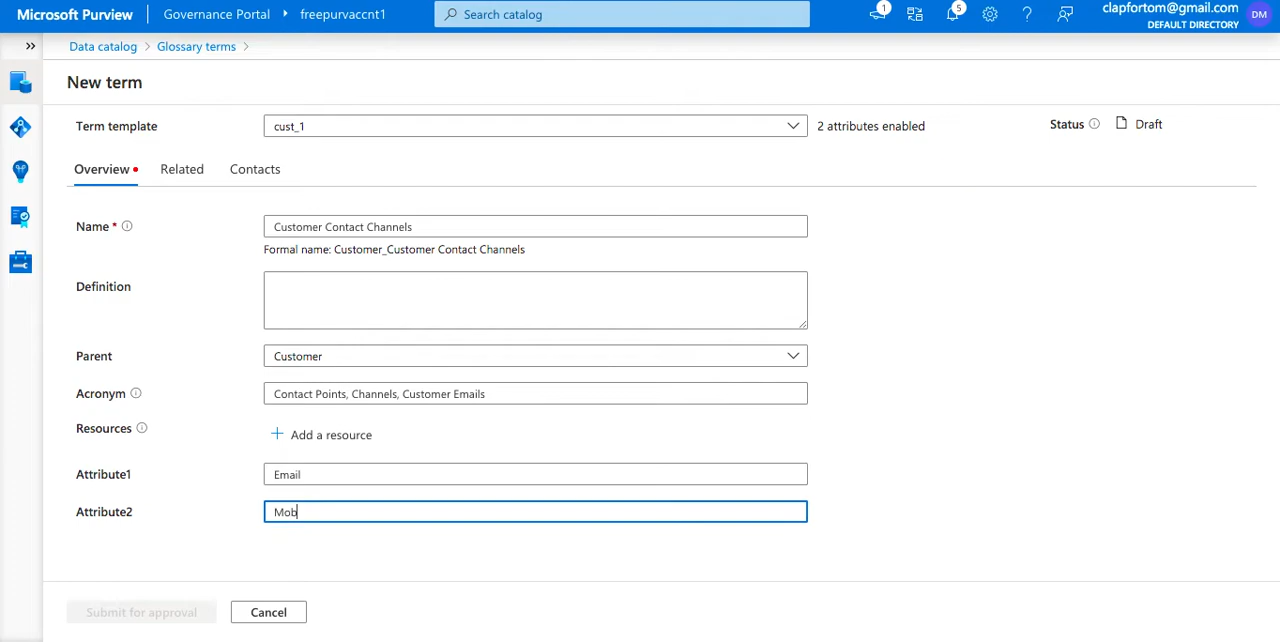 Microsoft Purview
Governance Portal
freepurvaccnt1
Search catalog
1
5
clapfortom@gmail.com
DEFAULT DIRECTORY
DM
Data catalog
Glossary terms
New term
Term template
cust_1
2 attributes enabled
Status
Draft
Overview
Related
Contacts
Name *
Customer Contact Channels
Formal name: Customer_Customer Contact Channels
Definition
Parent
Customer
Acronym
Contact Points, Channels, Customer Emails
Resources
Add a resource
Attribute1
Email
Attribute2
Mob
Submit for approval
Cancel